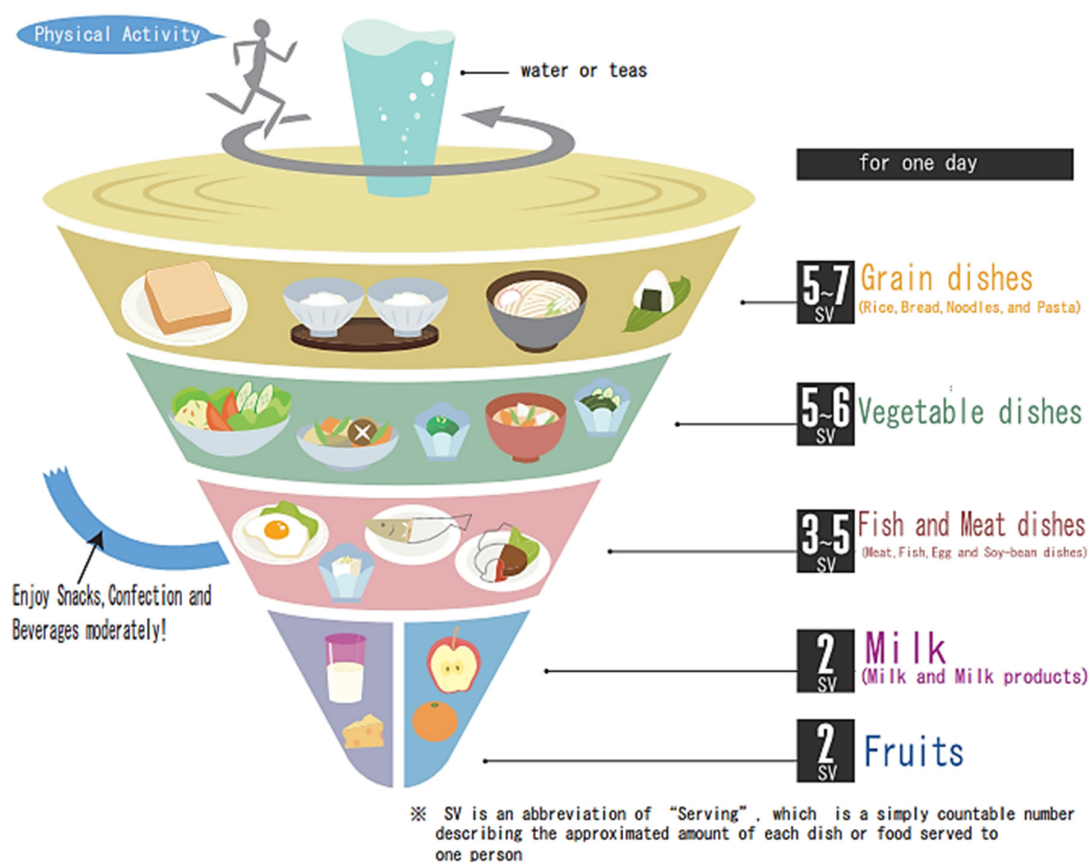 Physical Activity
water or teas
for one day
5~7
SV
Grain dishes
(Rice, Bread, Noodles, and Pasta)
5~6
SV
Vegetable dishes
3~5
SV
Fish and Meat dishes
(Meat, Fish, Egg and Soy-bean dishes)
Enjoy Snacks, Confection and
Beverages moderately!
2
SV
Milk
(Milk and Milk products)
2
SV
Fruits
※ SV is an abbreviation of “Serving”, which is a simply countable number
describing the approximated amount of each dish or food served to
one person